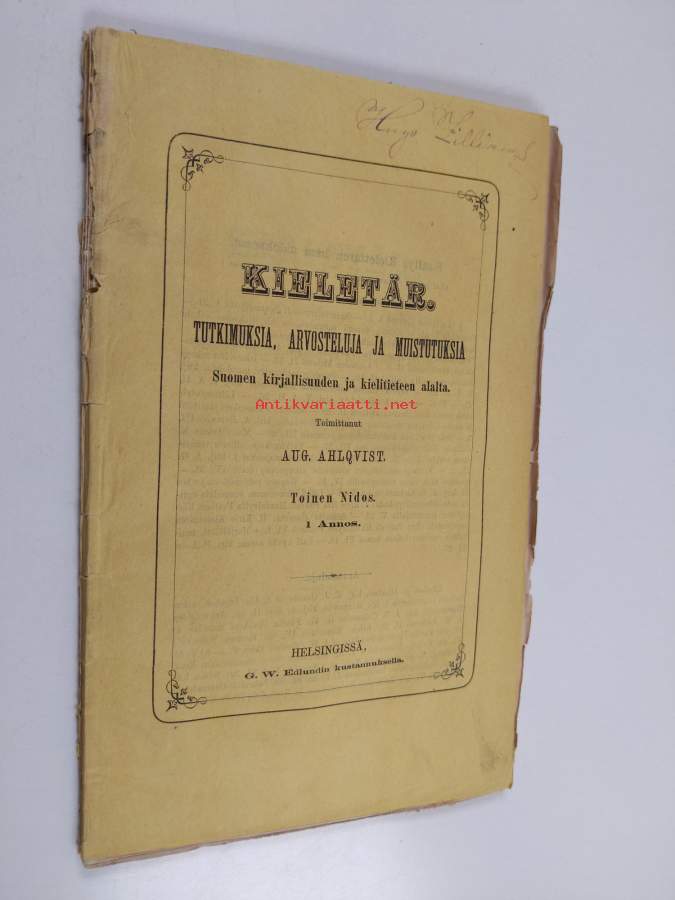 Hugo
KIELETÄR.
TUTKIMUKSIA, ARVOSTELUJA JA MUISTUTUKSIA
Suomen kirjallisuuden ja kielitieteen alalta.
Antikvariaatti.net
Toimittanut
AUG. AHLQVIST.
Toinen Nidos.
1 Annos.
HELSINGISSÄ,
G. W. Edlundin kustannuksella.